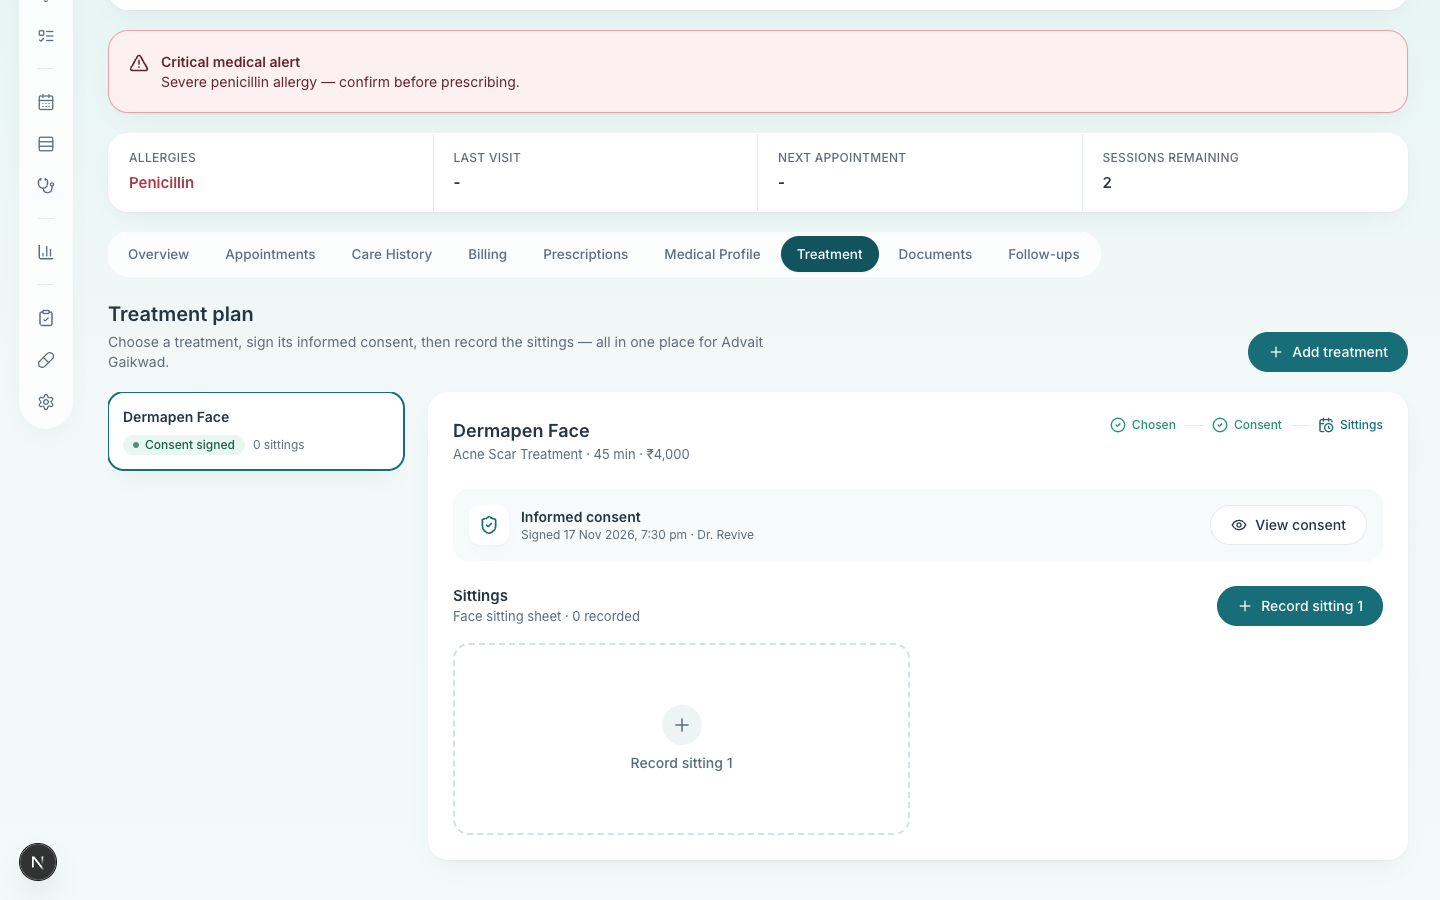 Critical medical alert
Severe penicillin allergy — confirm before prescribing.
ALLERGIES
Penicillin
LAST VISIT
-
NEXT APPOINTMENT
-
SESSIONS REMAINING
2
Overview
Appointments
Care History
Billing
Prescriptions
Medical Profile
Treatment
Documents
Follow-ups
Treatment plan
Choose a treatment, sign its informed consent, then record the sittings — all in one place for Advait
Gaikwad.
Add treatment
Dermapen Face
Consent signed
0 sittings
Dermapen Face
Acne Scar Treatment · 45 min · ₹4,000
Chosen
Consent
Sittings
Informed consent
Signed 17 Nov 2026, 7:30 pm · Dr. Revive
View consent
Sittings
Face sitting sheet · 0 recorded
Record sitting 1
Record sitting 1
N